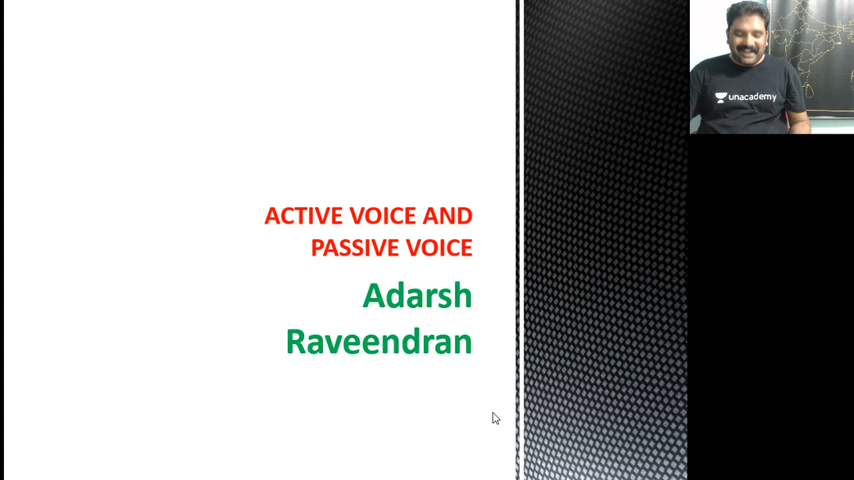 ACTIVE VOICE AND
PASSIVE VOICE
Adarsh
Raveendran
unacademy